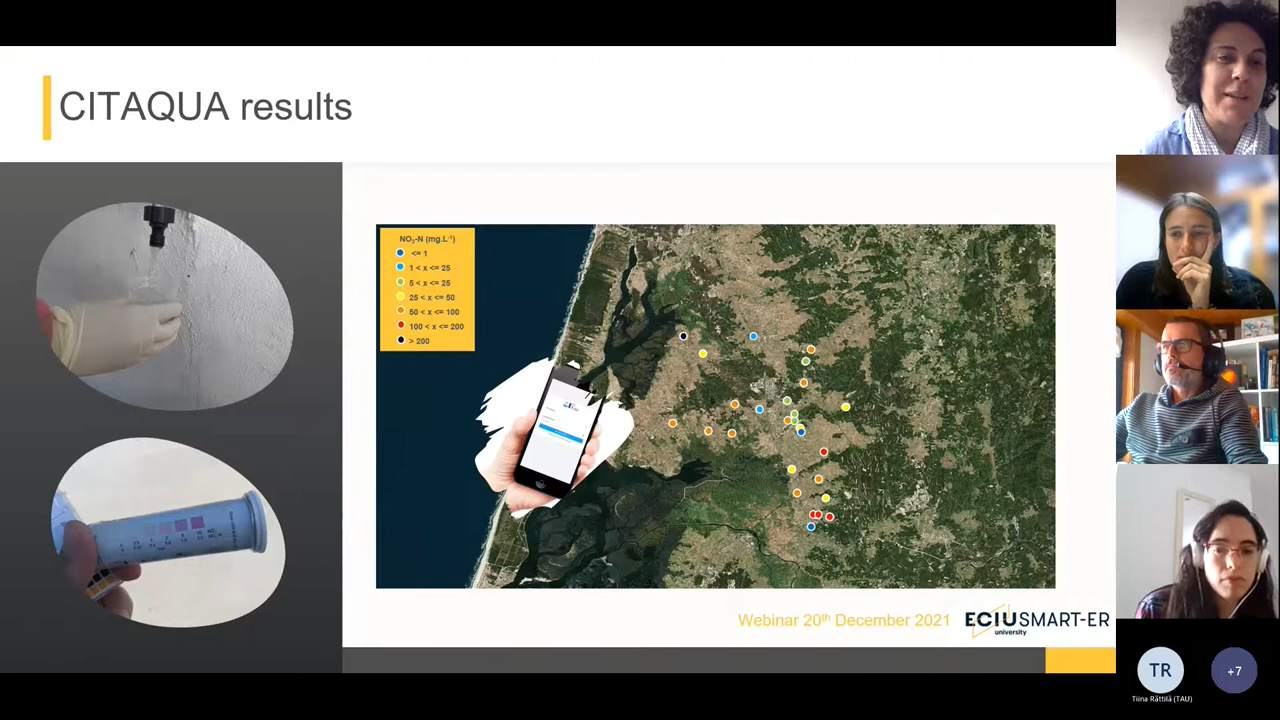 CITAQUA results
NO₃-N (mg.L⁻¹)
<= 1
1 < x <= 25
5 < x <= 25
25 < x <= 50
50 < x <= 100
100 < x <= 200
> 200
Webinar 20th December 2021
ECIU SMART-ER
university
TR
Tiina Rättilä (TAU)
+7